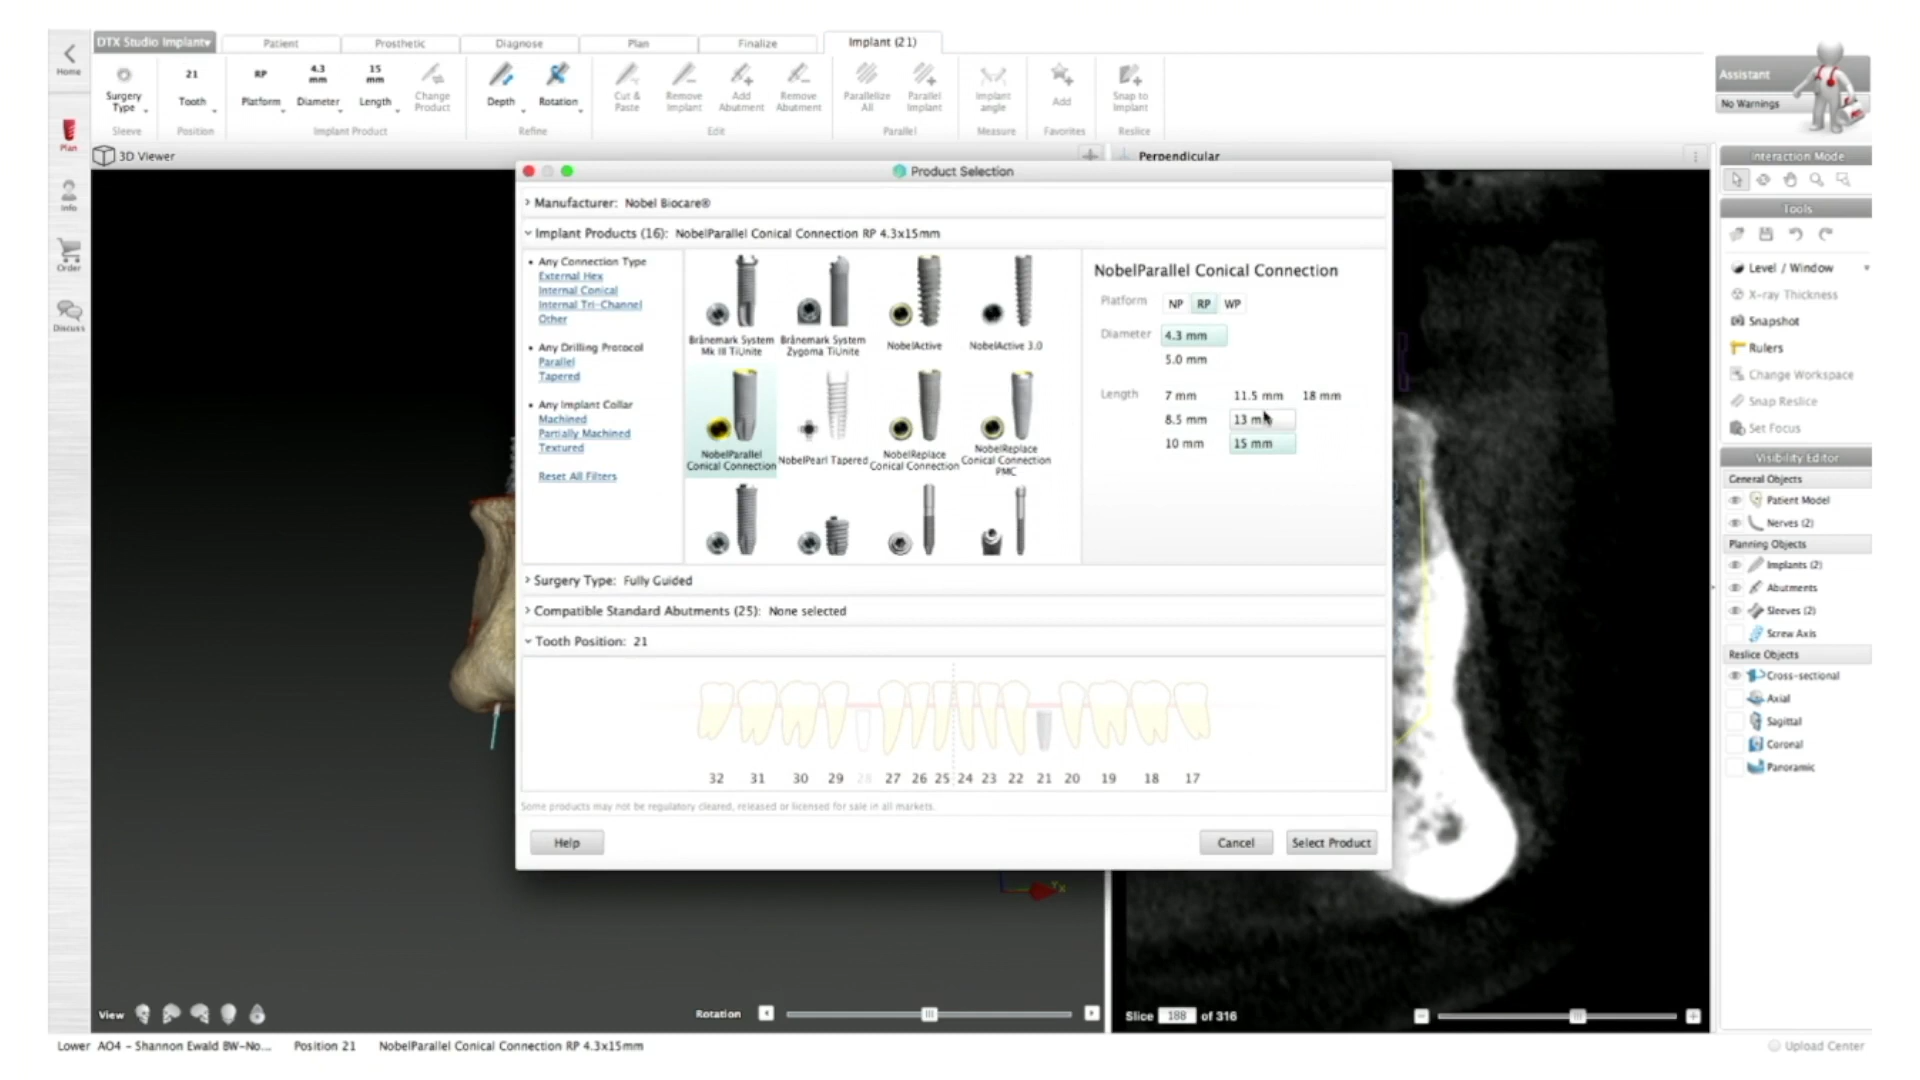 DTX Studio Implant
Patient
Prosthetic
Diagnose
Plan
Finalize
Implant (21)
Home
21
RP
4.3 mm
15 mm
Surgery Type
Tooth
Platform
Diameter
Length
Change Product
Depth
Rotation
Cut & Paste
Remove Implant
Add Abutment
Remove Abutment
Parallelize All
Parallel Implant
Implant angle
Add
Snap to Implant
Sleeve
Position
Implant Product
Refine
Edit
Parallel
Measure
Favorites
Reslice
Assistant
No Warnings
Plan
Info
Order
Discuss
3D Viewer
Perpendicular
Product Selection
Manufacturer: Nobel Biocare®
Implant Products (16): NobelParallel Conical Connection RP 4.3x15mm
• Any Connection Type
External Hex
Internal Conical
Internal Tri-Channel
Other
• Any Drilling Protocol
Parallel
Tapered
• Any Implant Collar
Machined
Partially Machined
Textured
Reset All Filters
Brånemark System Mk III TiUnite
Brånemark System Zygoma TiUnite
NobelActive
NobelActive 3.0
NobelParallel Conical Connection
NobelPearl Tapered
NobelReplace Conical Connection
NobelReplace Conical Connection PMC
NobelParallel Conical Connection
Platform NP RP WP
Diameter 4.3 mm
5.0 mm
Length 7 mm 11.5 mm 18 mm
8.5 mm 13 mm
10 mm 15 mm
Surgery Type: Fully Guided
Compatible Standard Abutments (25): None selected
Tooth Position: 21
32 31 30 29 28 27 26 25 24 23 22 21 20 19 18 17
Some products may not be regulatory cleared, released or licensed for sale in all markets.
Help
Cancel
Select Product
Interaction Mode
Tools
Level / Window
X-ray Thickness
Snapshot
Rulers
Change Workspace
Snap Reslice
Set Focus
Visibility Editor
General Objects
Patient Model
Nerves (2)
Planning Objects
Implants (2)
Abutments
Sleeves (2)
Screw Axis
Reslice Objects
Cross-sectional
Axial
Sagittal
Coronal
Panoramic
View
Rotation
Slice 188 of 316
Lower AO4 - Shannon Ewald BW-No...
Position 21
NobelParallel Conical Connection RP 4.3x15mm
Upload Center